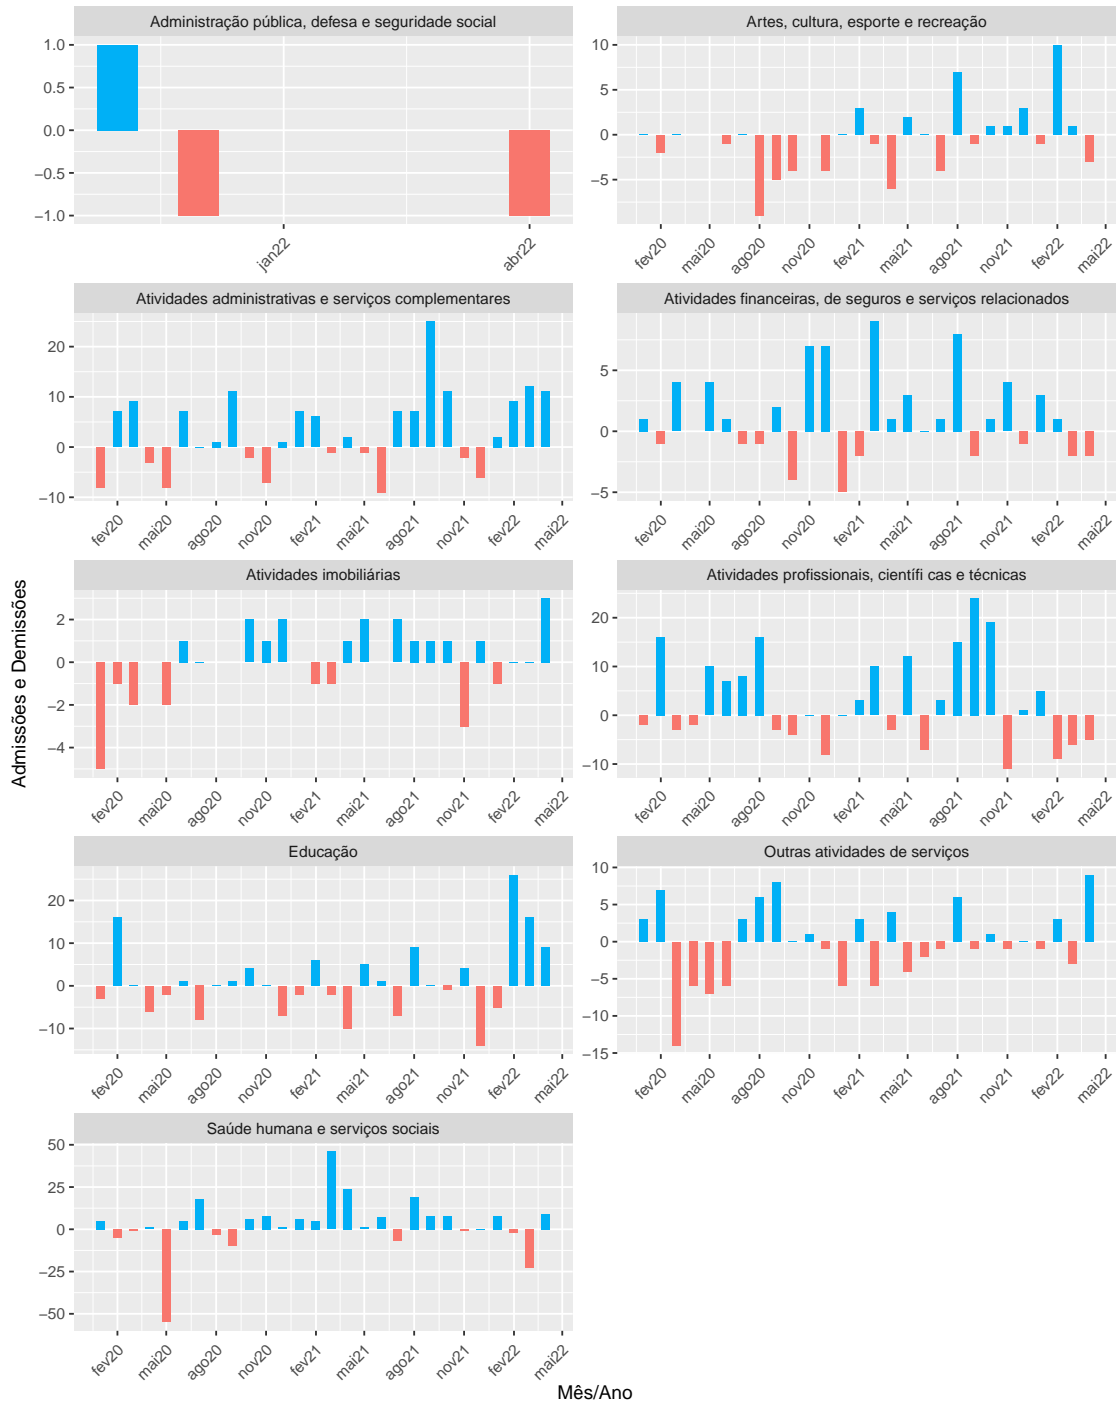 Administração pública, defesa e seguridade social
1.0
0.5
0.0
−0.5
−1.0
jan22
abr22
Artes, cultura, esporte e recreação
10
5
0
−5
fev20
mai20
ago20
nov20
fev21
mai21
ago21
nov21
fev22
mai22
Atividades administrativas e serviços complementares
20
10
0
−10
fev20
mai20
ago20
nov20
fev21
mai21
ago21
nov21
fev22
mai22
Atividades financeiras, de seguros e serviços relacionados
5
0
−5
fev20
mai20
ago20
nov20
fev21
mai21
ago21
nov21
fev22
mai22
Atividades imobiliárias
2
0
−2
−4
fev20
mai20
ago20
nov20
fev21
mai21
ago21
nov21
fev22
mai22
Atividades profissionais, científi cas e técnicas
20
10
0
−10
fev20
mai20
ago20
nov20
fev21
mai21
ago21
nov21
fev22
mai22
Educação
20
10
0
−10
fev20
mai20
ago20
nov20
fev21
mai21
ago21
nov21
fev22
mai22
Outras atividades de serviços
10
5
0
−5
−10
−15
fev20
mai20
ago20
nov20
fev21
mai21
ago21
nov21
fev22
mai22
Saúde humana e serviços sociais
50
25
0
−25
−50
fev20
mai20
ago20
nov20
fev21
mai21
ago21
nov21
fev22
mai22
Admissões e Demissões
Mês/Ano